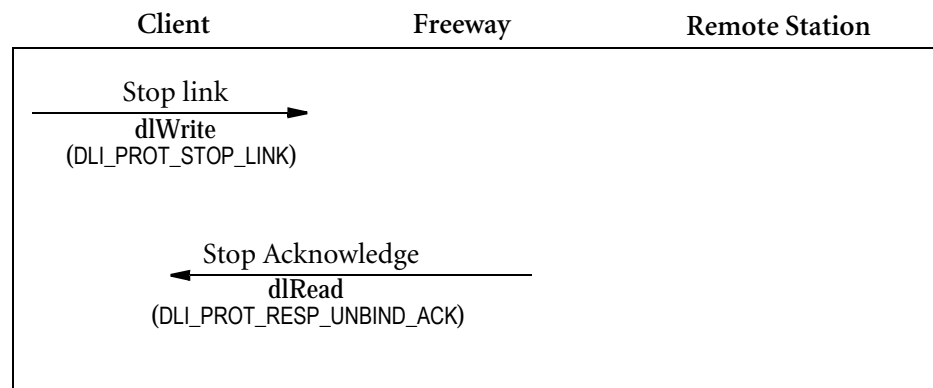 Client Freeway Remote Station
Stop link
dlWrite
(DLI_PROT_STOP_LINK)
Stop Acknowledge
dlRead
(DLI_PROT_RESP_UNBIND_ACK)